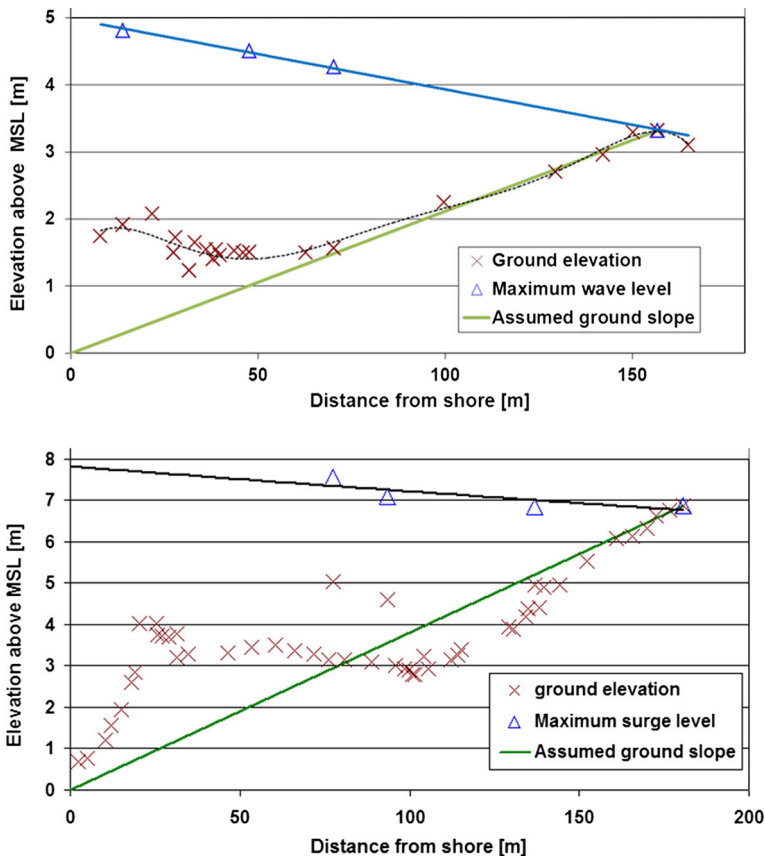 Elevation above MSL [m]
5
4
3
2
1
0
0
50
100
150
Distance from shore [m]
Ground elevation
Maximum wave level
Assumed ground slope
Elevation above MSL [m]
8
7
6
5
4
3
2
1
0
0
50
100
150
200
Distance from shore [m]
ground elevation
Maximum surge level
Assumed ground slope